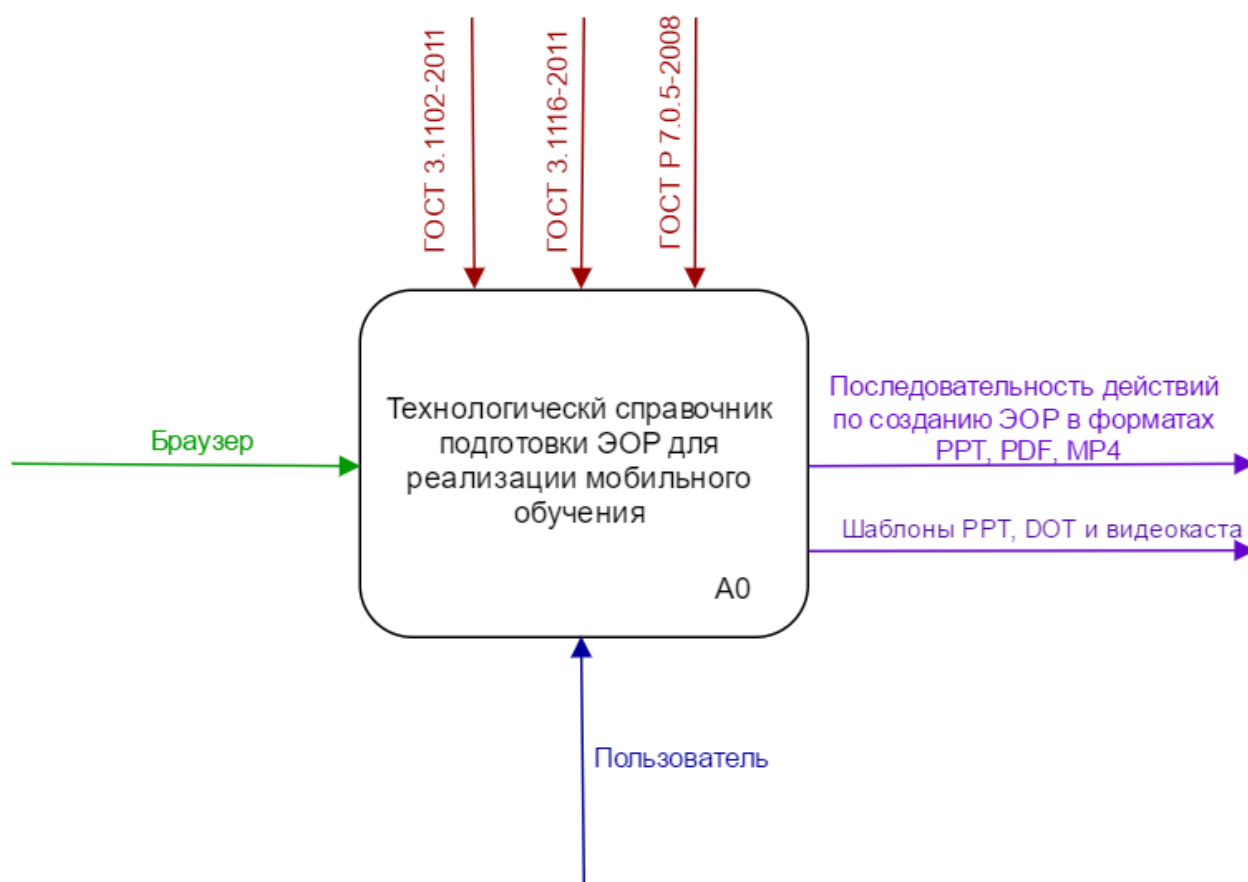 ГОСТ 3.1102-2011
ГОСТ 3.1116-2011
ГОСТ Р 7.0.5-2008
Браузер
Технологическй справочник
подготовки ЭОР для
реализации мобильного
обучения
А0
Последовательность действий
по созданию ЭОР в форматах
PPT, PDF, MP4
Шаблоны PPT, DOT и видеокаста
Пользователь